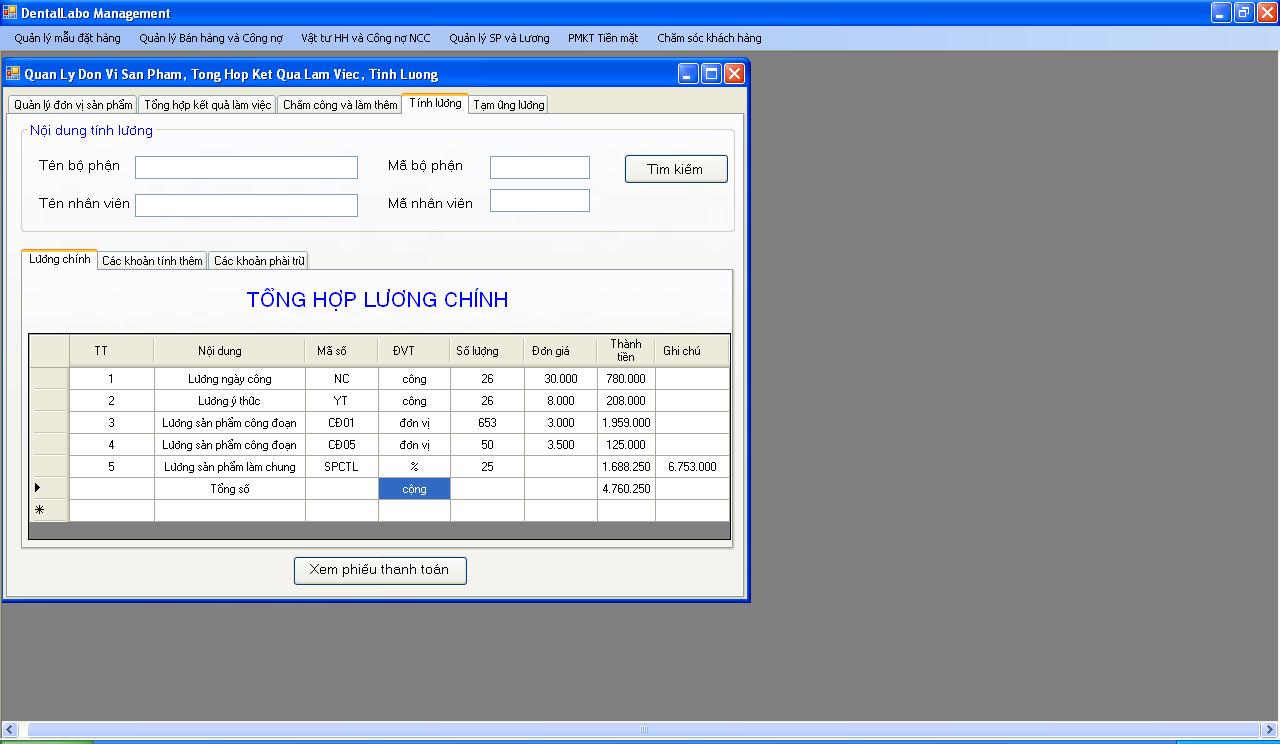 DentalLabo Management
Quản lý mẫu đặt hàng Quản lý Bán hàng và Công nợ Vật tư HH và Công nợ NCC Quản lý SP và Lương PMKT Tiền mặt Chăm sóc khách hàng
Quan Ly Don Vi San Pham, Tong Hop Ket Qua Lam Viec, Tinh Luong
Quản lý đơn vị sản phẩm Tổng hợp kết quả làm việc Chấm công và làm thêm Tính lương Tạm ứng lương
Nội dung tính lương
Tên bộ phận Mã bộ phận Tìm kiếm
Tên nhân viên Mã nhân viên
Lương chính Các khoản tính thêm Các khoản phải trừ
TỔNG HỢP LƯƠNG CHÍNH
TT Nội dung Mã số ĐVT Số lượng Đơn giá Thành tiền Ghi chú
1 Lương ngày công NC công 26 30.000 780.000
2 Lương ý thức YT công 26 8.000 208.000
3 Lương sản phẩm công đoạn CĐ01 đơn vị 653 3.000 1.959.000
4 Lương sản phẩm công đoạn CĐ05 đơn vị 50 3.500 125.000
5 Lương sản phẩm làm chung SPCTL % 25 1.688.250 6.753.000
Tổng số cộng 4.760.250
Xem phiếu thanh toán